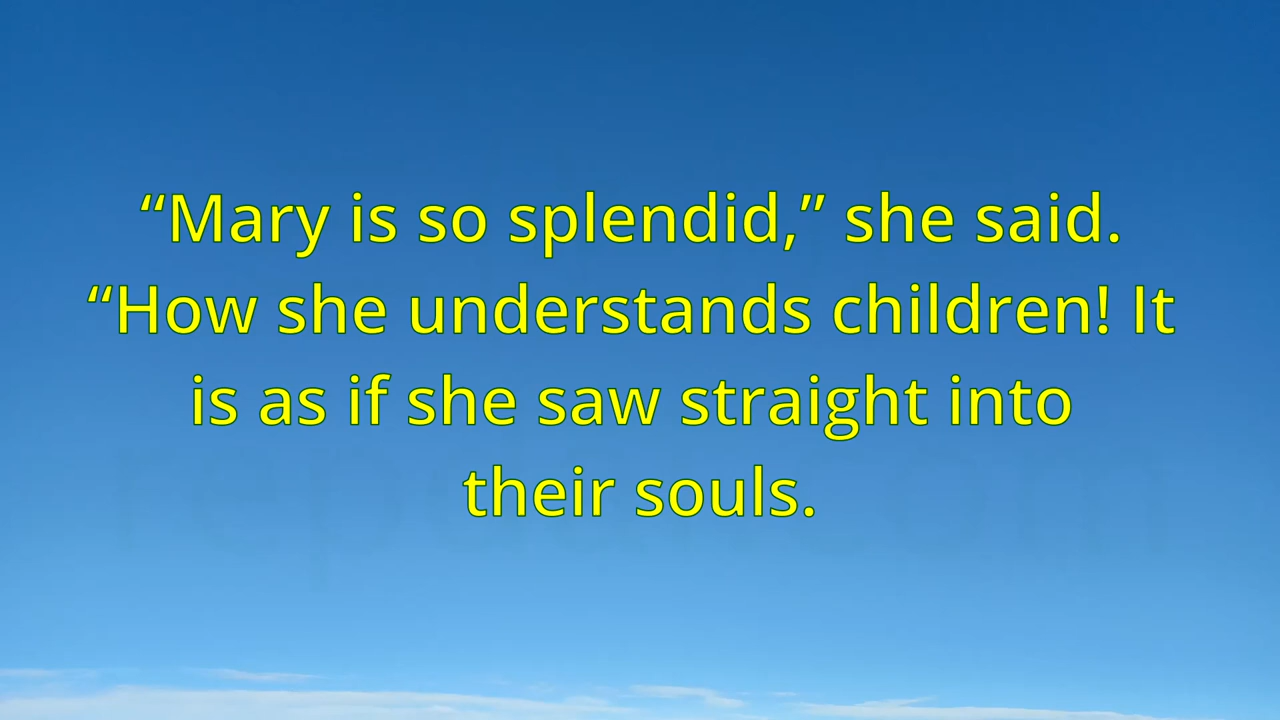 “Mary is so splendid,” she said.
“How she understands children! It
is as if she saw straight into
their souls.